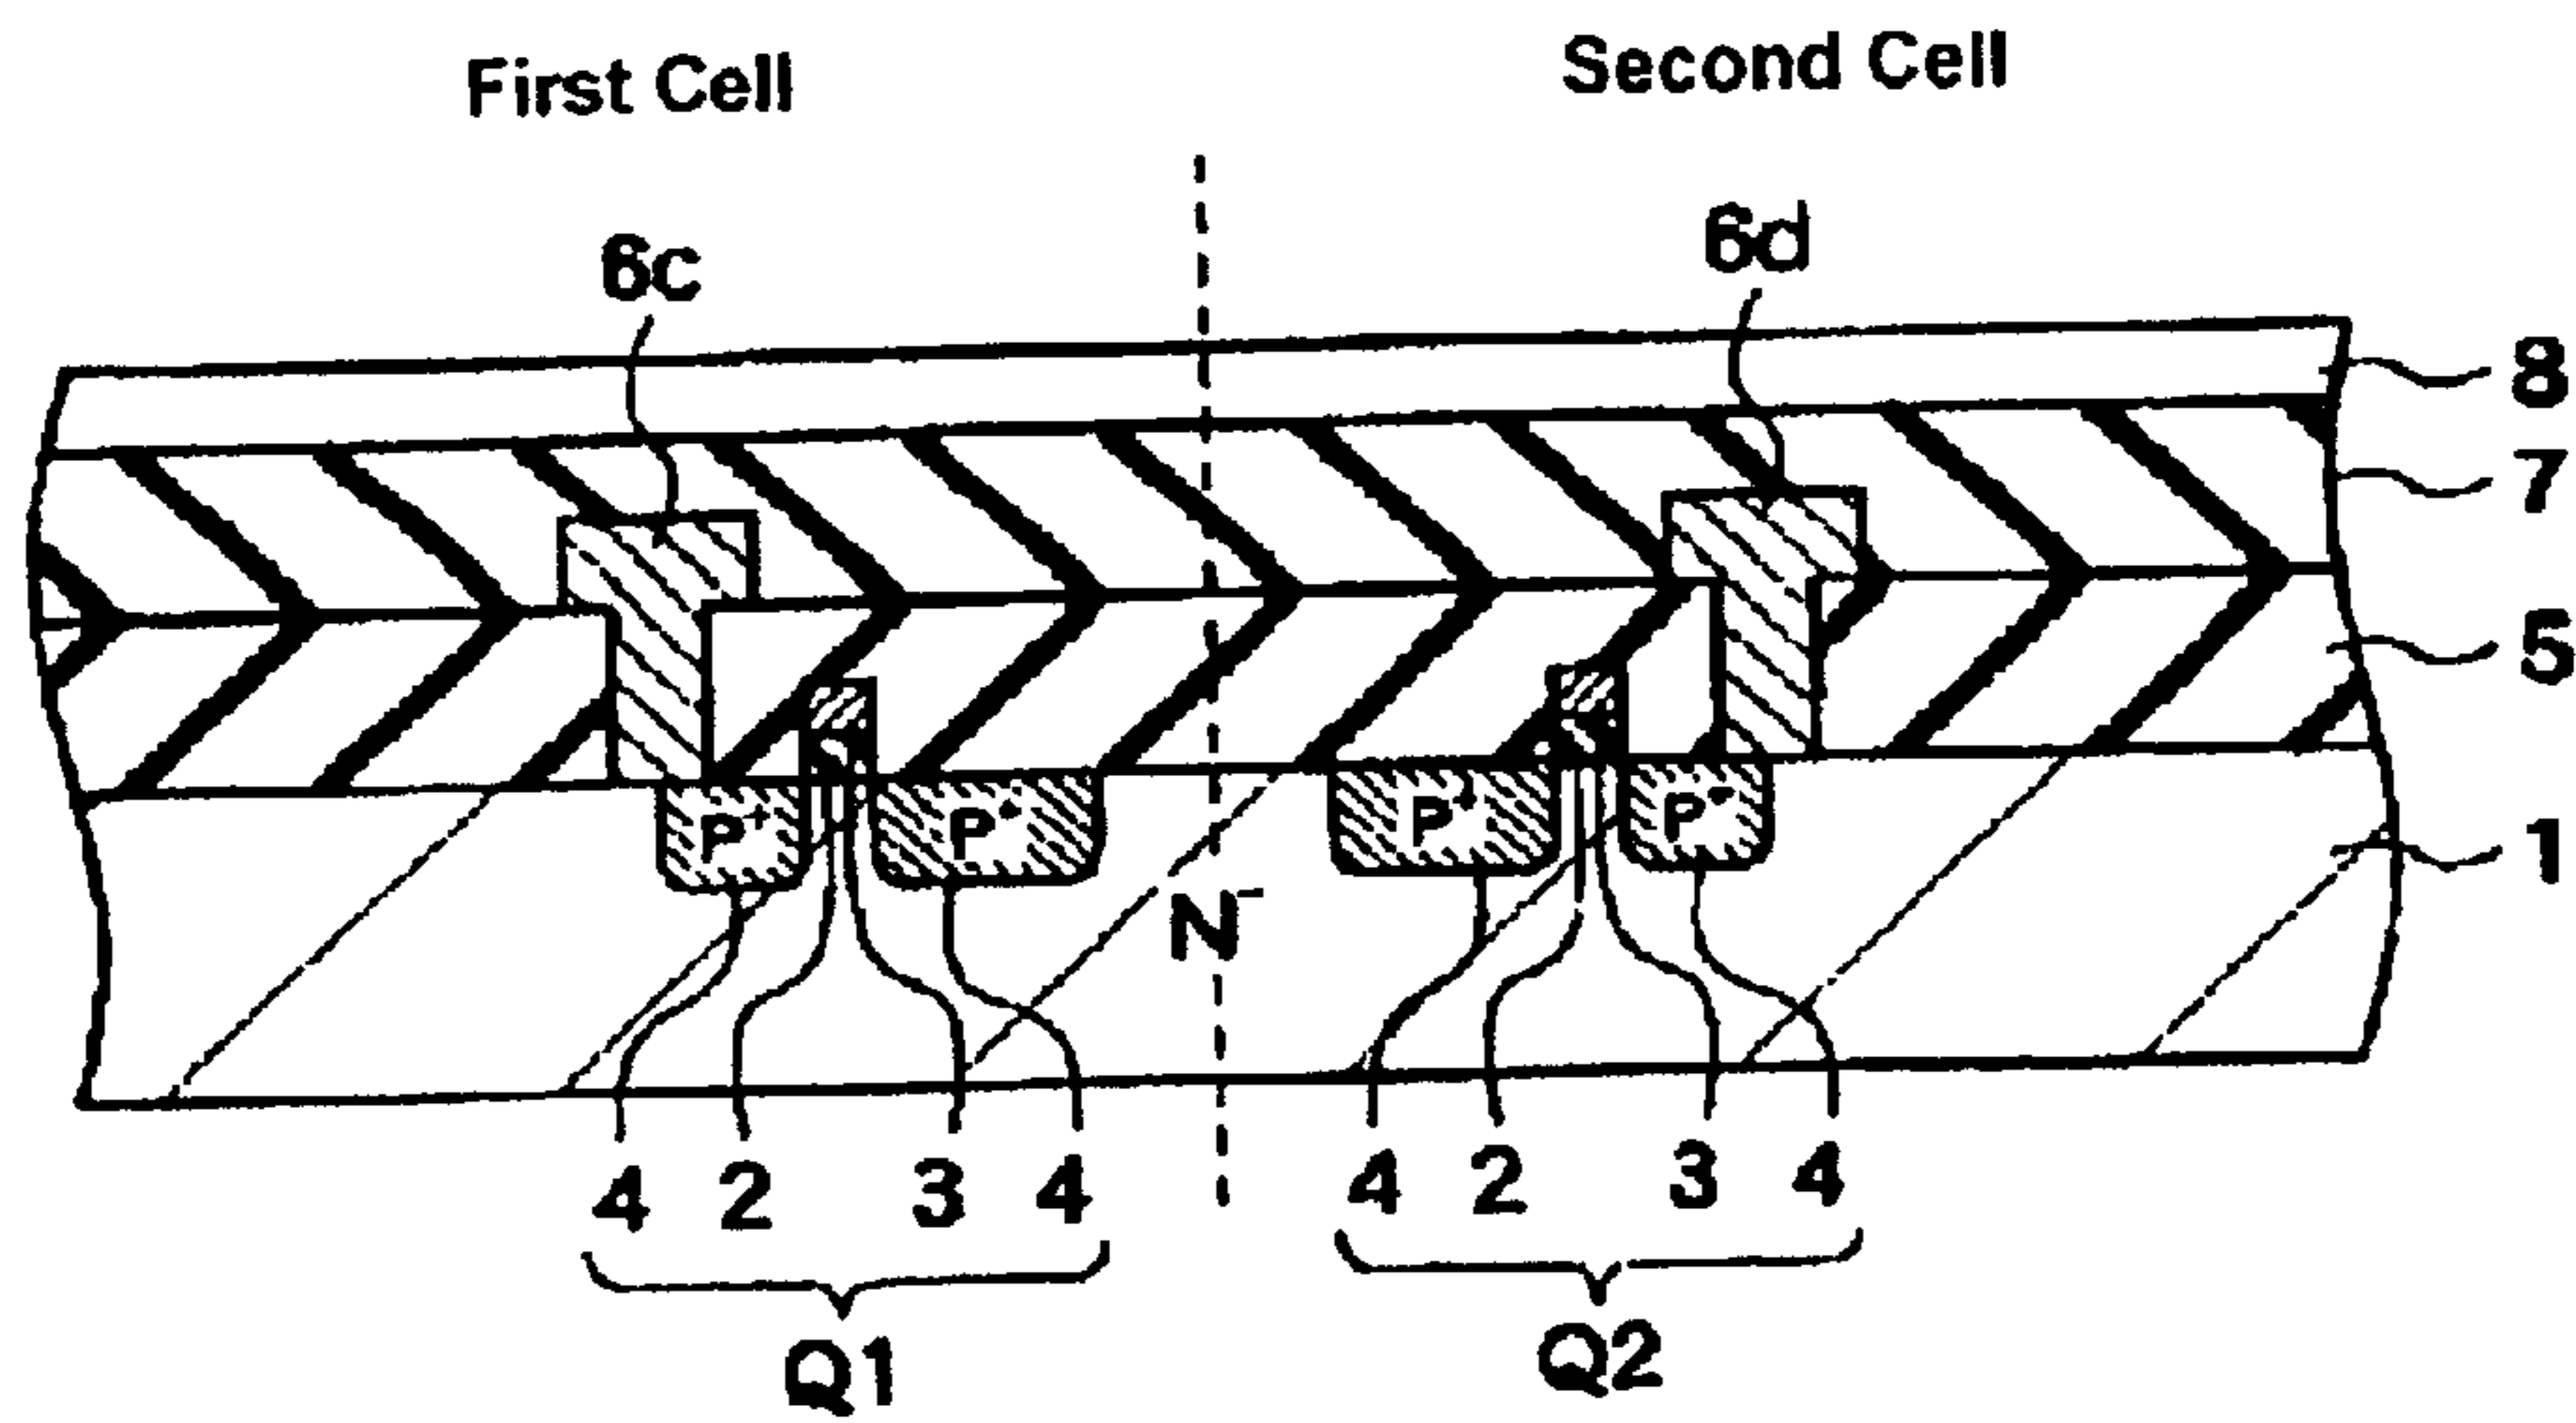 First Cell Second Cell
6c 6d
8
7
5
P⁺ P⁺ P⁺ P⁺
1
N⁻
4 2 3 4 4 2 3 4
Q1 Q2